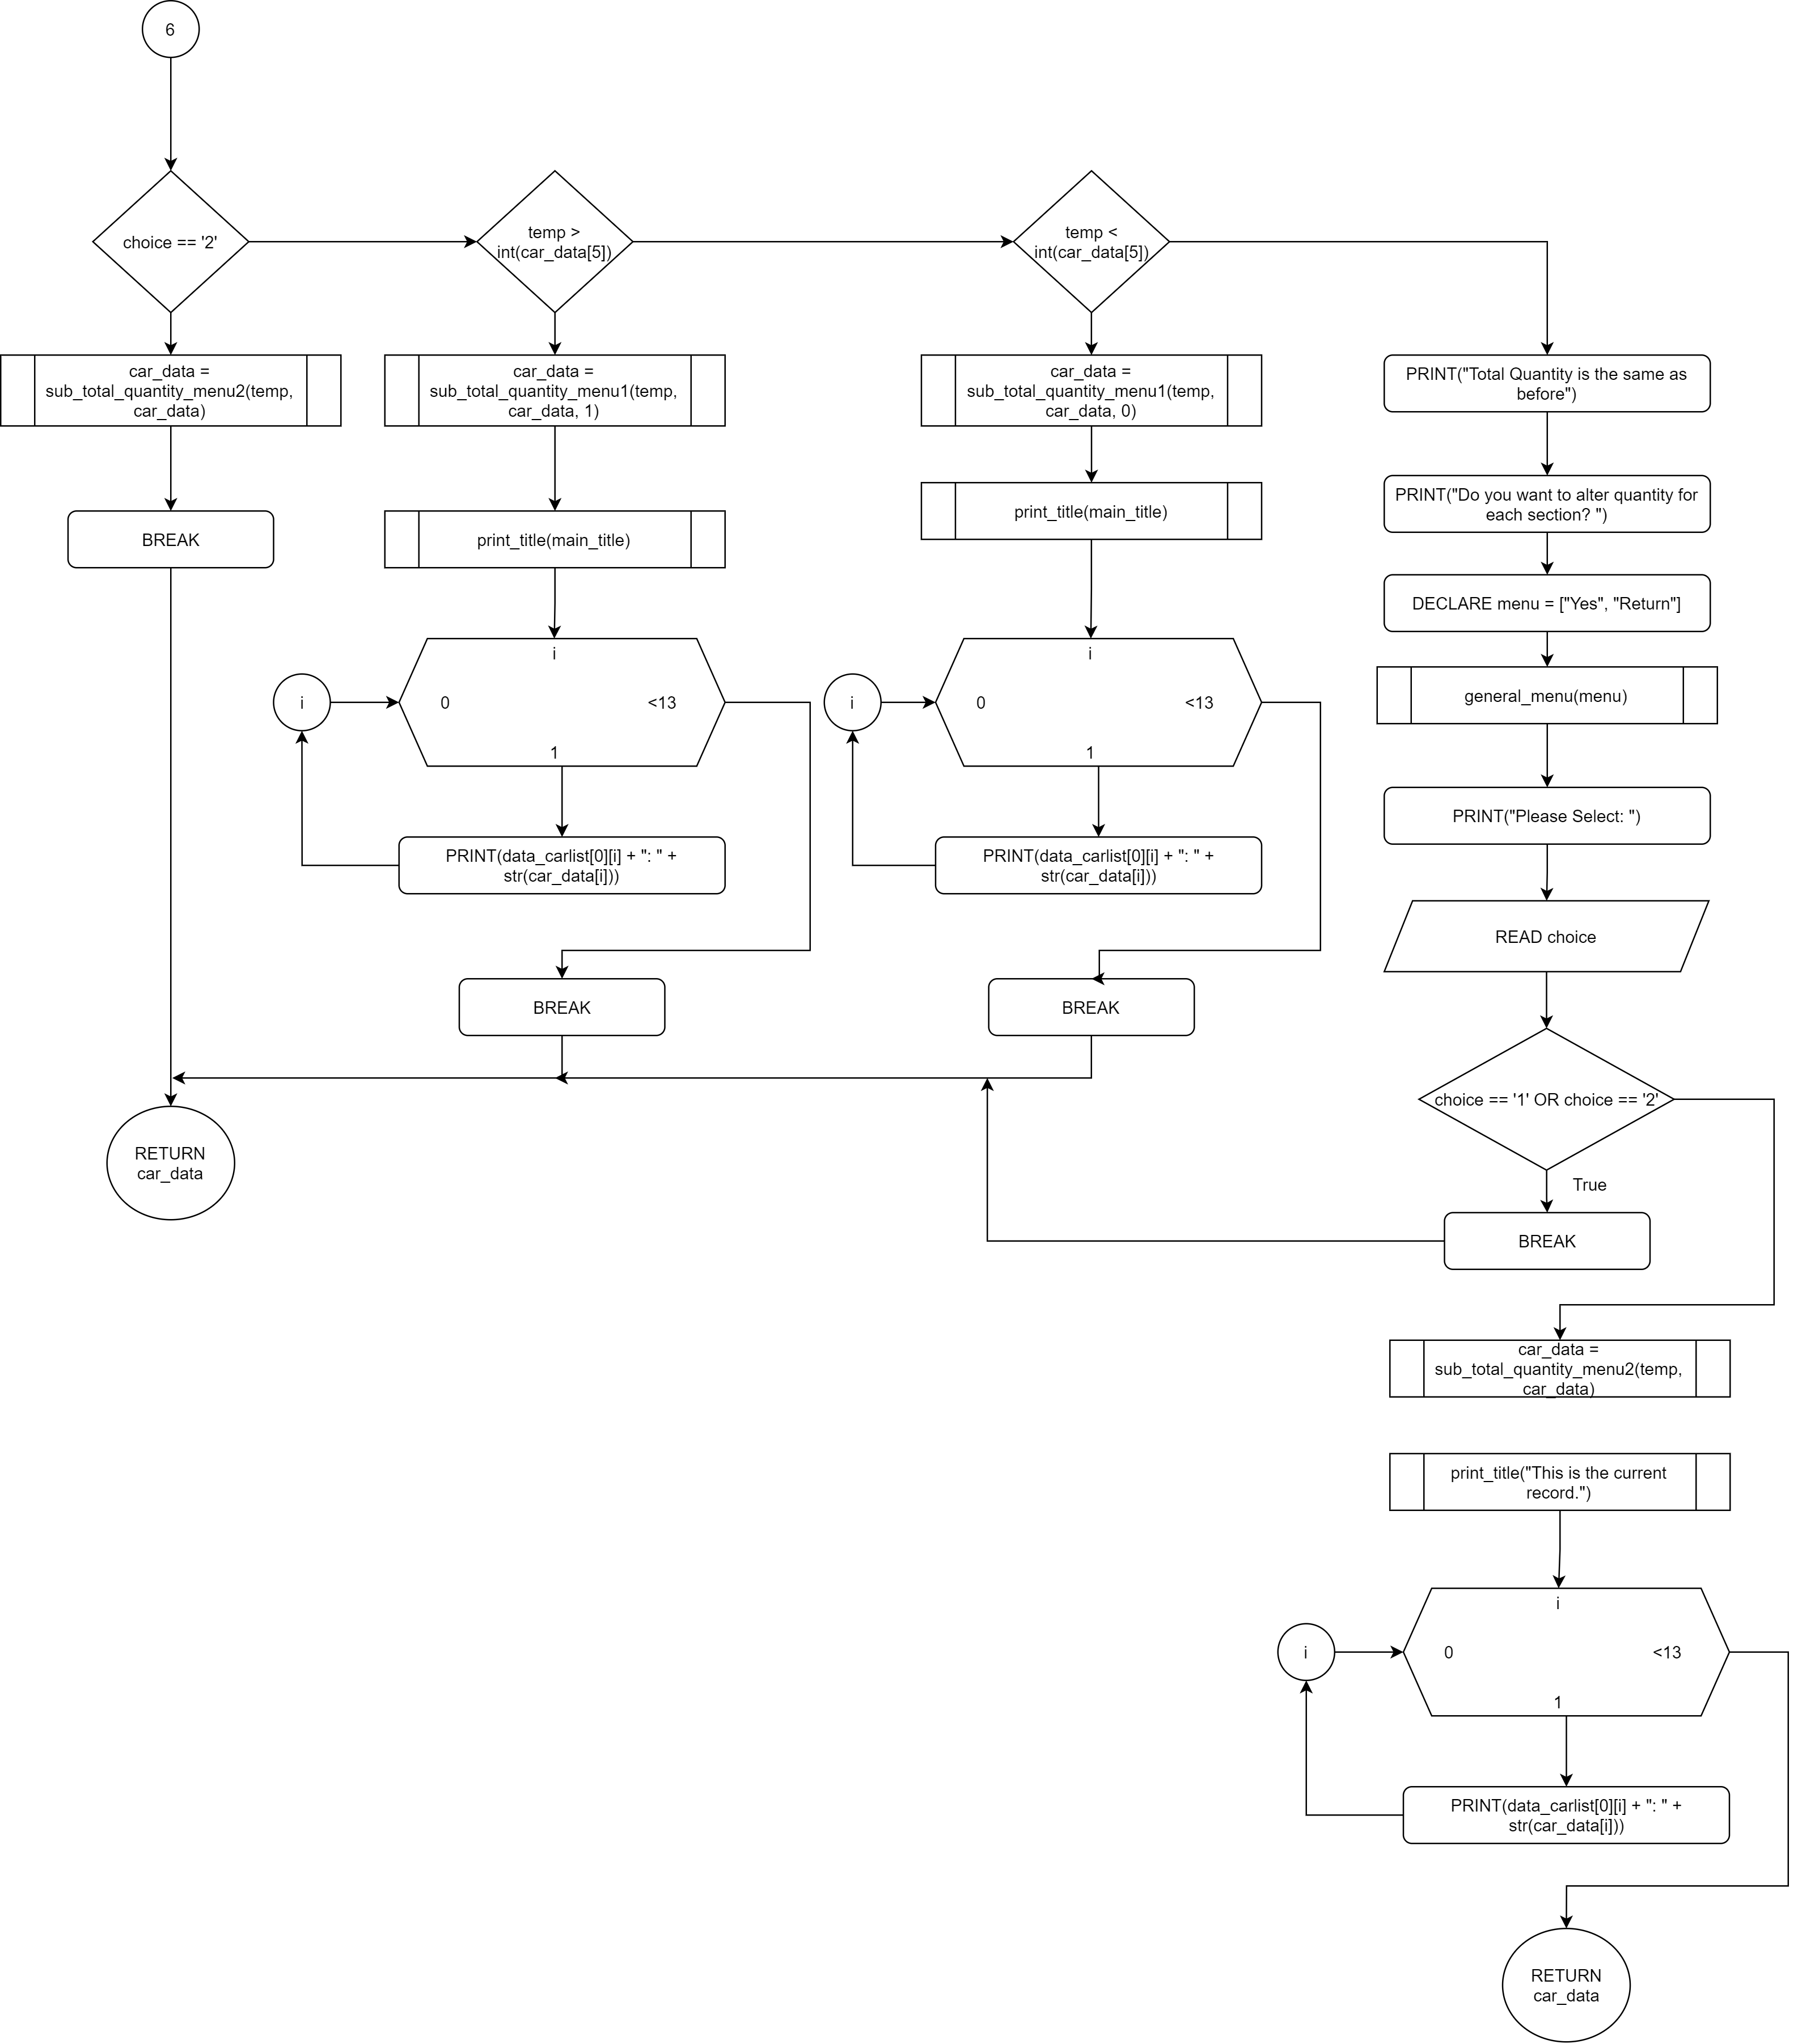 6
choice == '2'
temp >
int(car_data[5])
temp <
int(car_data[5])
car_data =
sub_total_quantity_menu2(temp,
car_data)
car_data =
sub_total_quantity_menu1(temp,
car_data, 1)
car_data =
sub_total_quantity_menu1(temp,
car_data, 0)
PRINT("Total Quantity is the same as
before")
BREAK
print_title(main_title)
print_title(main_title)
PRINT("Do you want to alter quantity for
each section? ")
DECLARE menu = ["Yes", "Return"]
i
i
0
<13
1
i
i
0
<13
1
general_menu(menu)
PRINT(data_carlist[0][i] + ": " +
str(car_data[i]))
PRINT(data_carlist[0][i] + ": " +
str(car_data[i]))
PRINT("Please Select: ")
READ choice
BREAK
BREAK
choice == '1' OR choice == '2'
RETURN
car_data
True
BREAK
car_data =
sub_total_quantity_menu2(temp,
car_data)
print_title("This is the current
record.")
i
i
0
<13
1
PRINT(data_carlist[0][i] + ": " +
str(car_data[i]))
RETURN
car_data